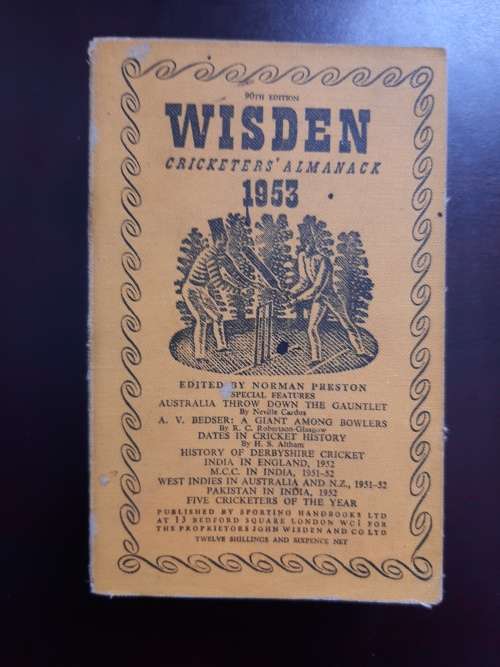 90TH EDITION
WISDEN
CRICKETERS' ALMANACK
1953
EDITED BY NORMAN PRESTON
SPECIAL FEATURES
AUSTRALIA THROW DOWN THE GAUNTLET
By Neville Cardus
A. V. BEDSER: A GIANT AMONG BOWLERS
By R. C. Robertson-Glasgow
DATES IN CRICKET HISTORY
By H. S. Altham
HISTORY OF DERBYSHIRE CRICKET
INDIA IN ENGLAND, 1952
M.C.C. IN INDIA, 1951-52
WEST INDIES IN AUSTRALIA AND N.Z., 1951-52
PAKISTAN IN INDIA, 1952
FIVE CRICKETERS OF THE YEAR
PUBLISHED BY SPORTING HANDBOOKS LTD
AT 13 BEDFORD SQUARE LONDON WC1 FOR
THE PROPRIETORS JOHN WISDEN AND CO LTD
TWELVE SHILLINGS AND SIXPENCE NET